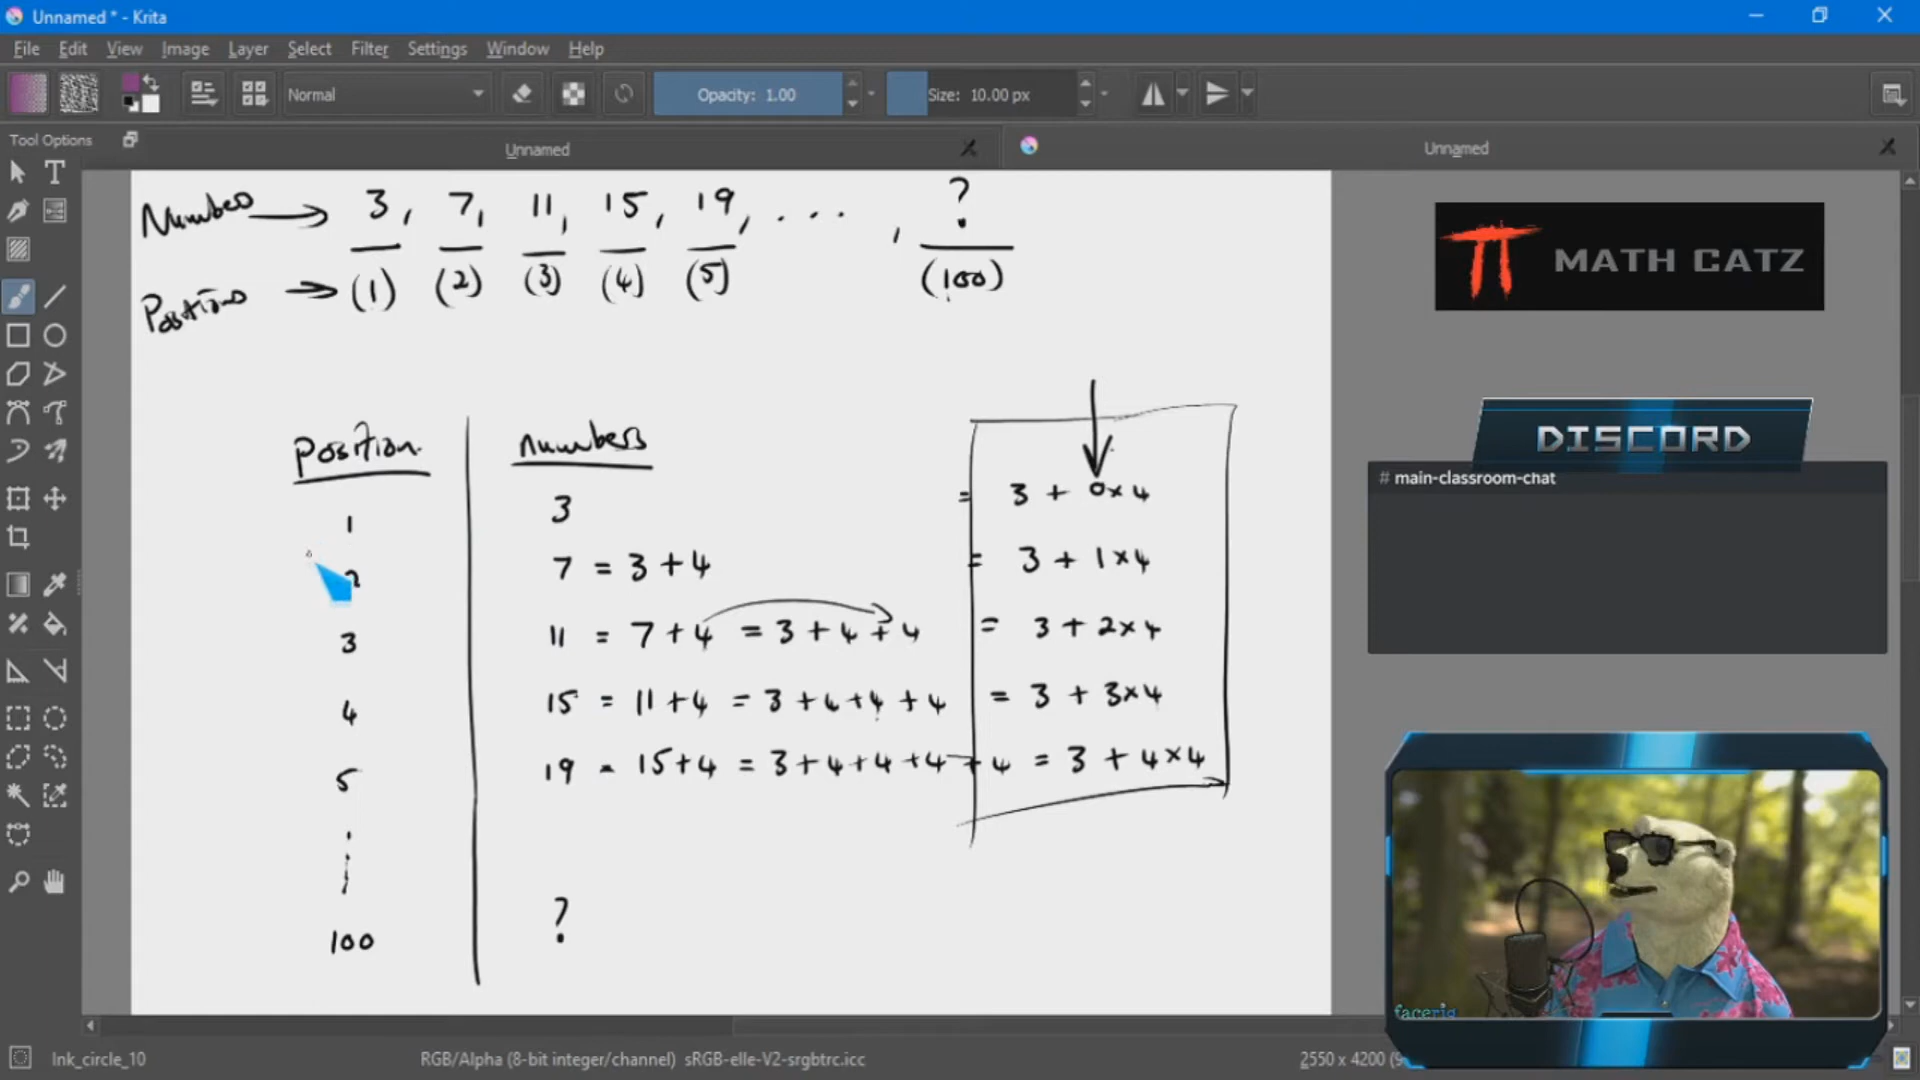 Unnamed * - Krita
File Edit View Image Layer Select Filter Settings Window Help
Normal Opacity: 1.00 Size: 10.00 px
Tool Options
Unnamed Unnamed
Number → 3, 7, 11, 15, 19, . . . , ?
Positions → (1) (2) (3) (4) (5) (100)
MATH CATZ
Position Numbers
1 3 = 3 + 0×4
2 7 = 3+4 = 3 + 1×4
3 11 = 7+4 = 3+4+4 = 3 + 2×4
4 15 = 11+4 = 3+4+4+4 = 3 + 3×4
5 19 = 15+4 = 3+4+4+4+4 = 3 + 4×4
100 ?
DISCORD
# main-classroom-chat
facerig
Ink_circle_10 RGB/Alpha (8-bit integer/channel) sRGB-elle-V2-srgbtrc.icc 2550 x 4200